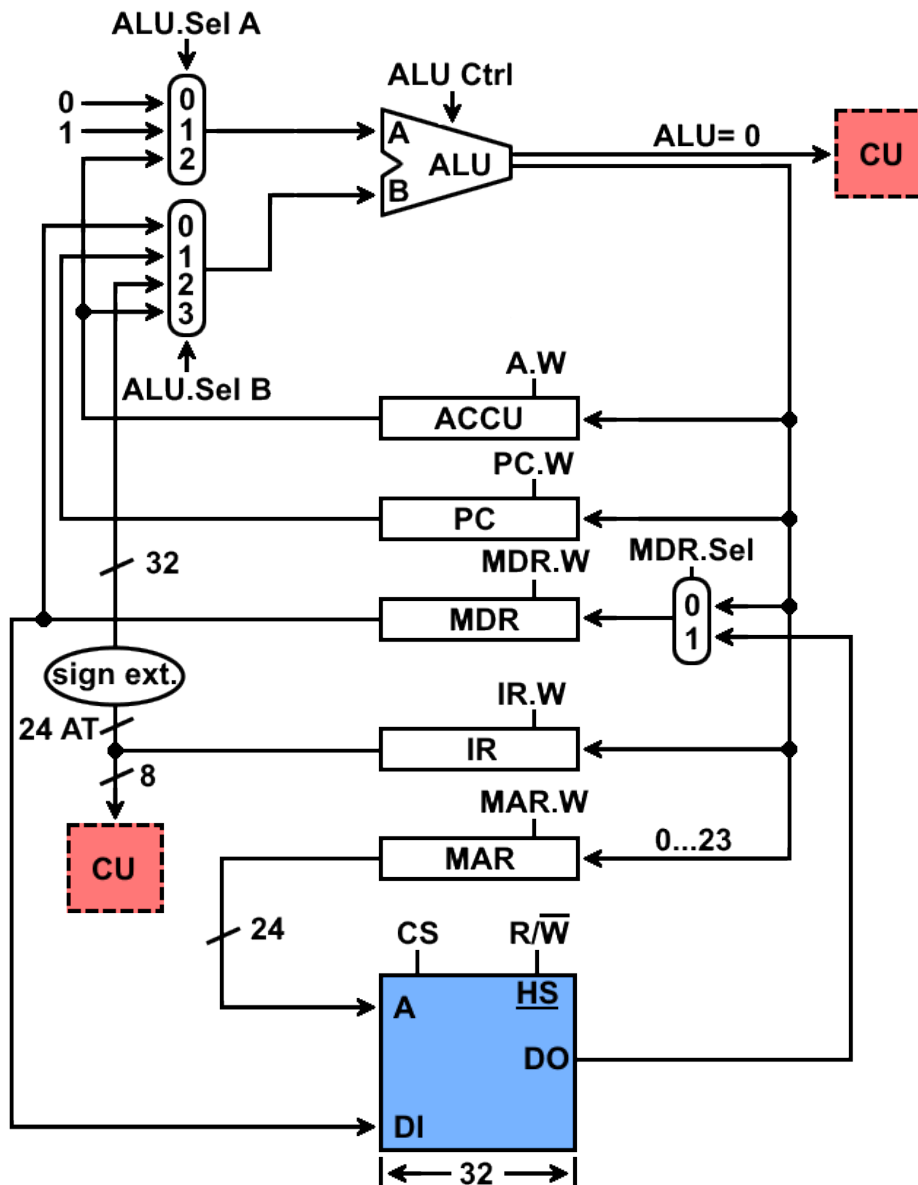 ALU.Sel A
ALU Ctrl
0
1
0
1
2
A
B
ALU
ALU= 0
CU
0
1
2
3
ALU.Sel B
A.W
ACCU
PC.W
PC
MDR.Sel
32
MDR.W
MDR
0
1
sign ext.
24 AT
IR.W
IR
8
MAR.W
MAR
0...23
CU
24
CS
R/W̅
A
HS
DO
DI
32